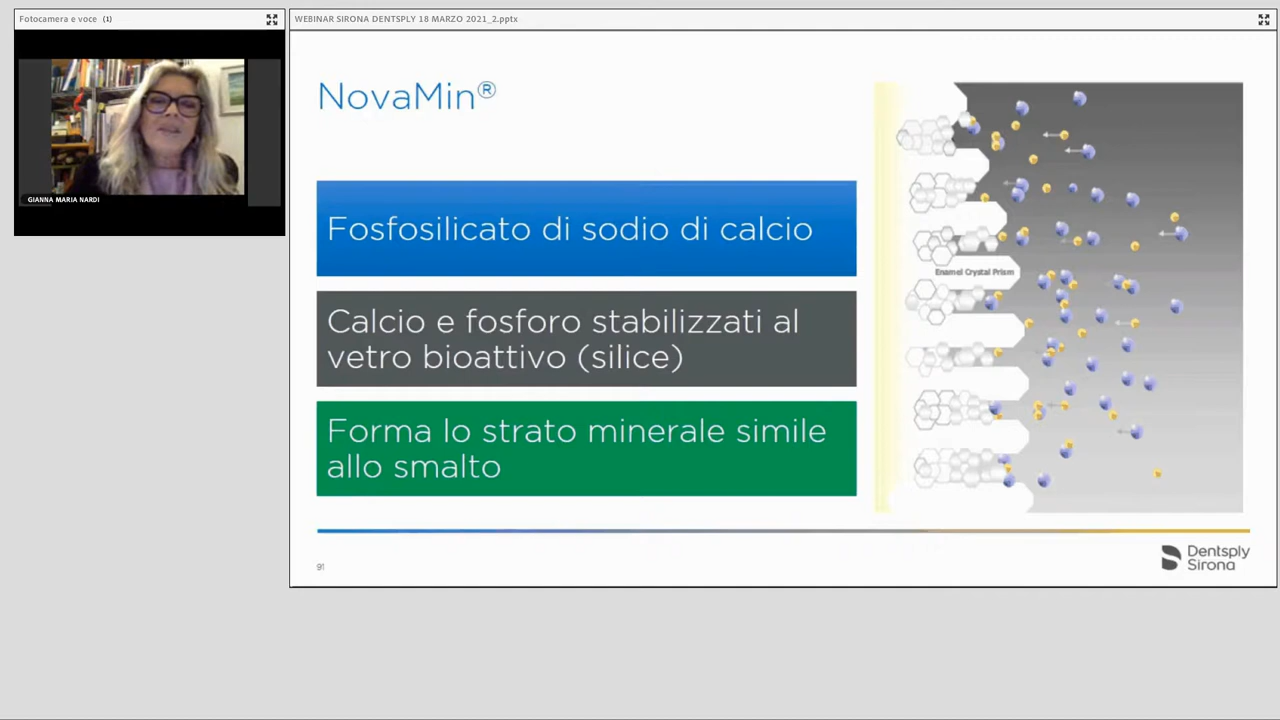 Fotocamera e voce (1)
GIANNA MARIA NARDI
WEBINAR SIRONA DENTSPLY 18 MARZO 2021_2.pptx
NovaMin®
Fosfosilicato di sodio di calcio
Calcio e fosforo stabilizzati al
vetro bioattivo (silice)
Forma lo strato minerale simile
allo smalto
Enamel Crystal Prism
91
Dentsply
Sirona